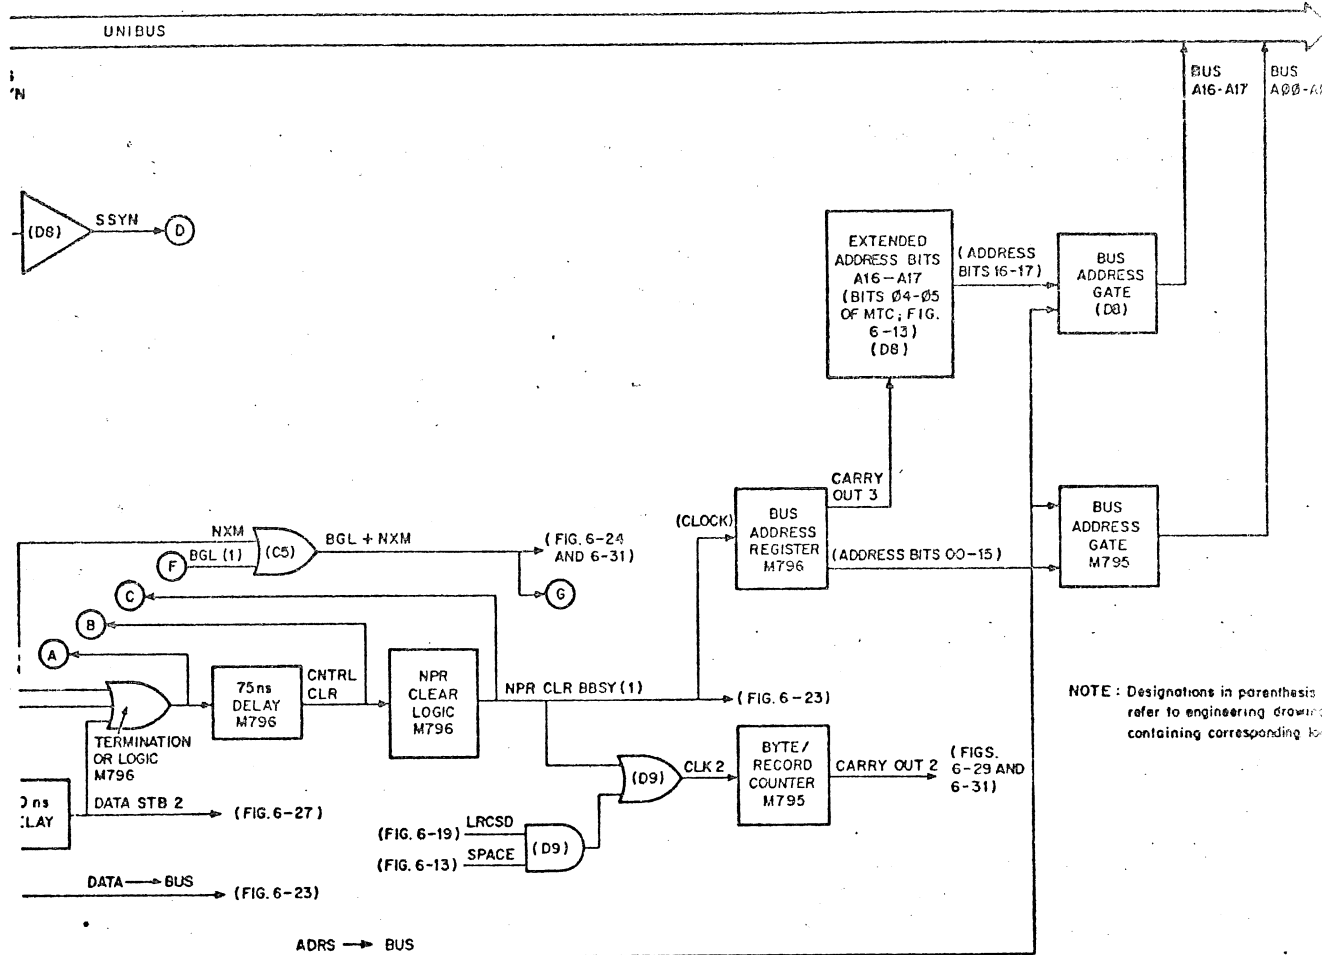 UNIBUS
BUS
A16-A17
BUS
'N
(D8)
SSYN
D
EXTENDED
ADDRESS BITS
A16-A17
(BITS Ø4-Ø5
OF MTC; FIG.
6-13)
(D8)
(ADDRESS
BITS 16-17)
BUS
ADDRESS
GATE
(D8)
CARRY
OUT 3
NXM
BGL (1)
F
(C5)
BGL + NXM
(FIG. 6-24
AND 6-31)
G
(CLOCK)
BUS
ADDRESS
REGISTER
M796
(ADDRESS BITS 00-15)
BUS
ADDRESS
GATE
M795
C
B
A
75ns
DELAY
M796
CNTRL
CLR
NPR
CLEAR
LOGIC
M796
NPR CLR BBSY (1)
(FIG. 6-23)
NOTE: Designations in parenthesis
refer to engineering
containing corresponding
TERMINATION
OR LOGIC
M796
(D9)
CLK 2
BYTE/
RECORD
COUNTER
M795
CARRY OUT 2
(FIGS.
6-29 AND
6-31)
ns
DATA STB 2
(FIG. 6-27)
(FIG. 6-19)
LRCSD
(FIG. 6-13)
SPACE
(D9)
DATA → BUS
(FIG. 6-23)
ADRS → BUS